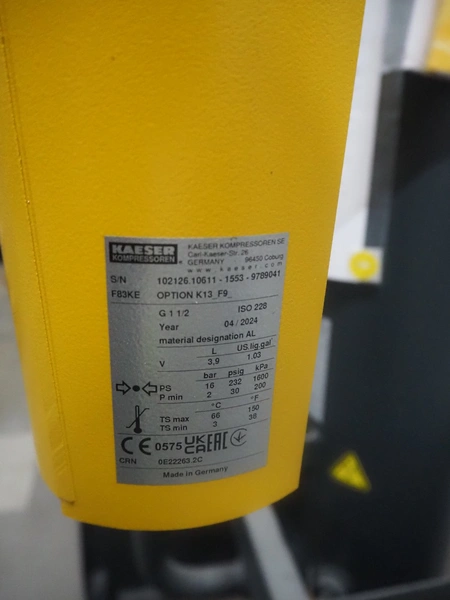 KAESER
KOMPRESSOREN
KAESER KOMPRESSOREN SE
Carl-Kaeser-Str. 26
GERMANY 96450 Coburg
www.kaeser.com
S/N 102126.10611 - 1553 - 9789041
F83KE OPTION K13_F9_
G 1 1/2 ISO 228
Year 04 / 2024
material designation AL
L US.liq.gal
V 3,9 1.03
bar psig kPa
PS 16 232 1600
P min 2 30 200
°C °F
TS max 66 150
TS min 3 38
CE 0575 UKCA EAC
CRN 0E22263.2C
Made in Germany